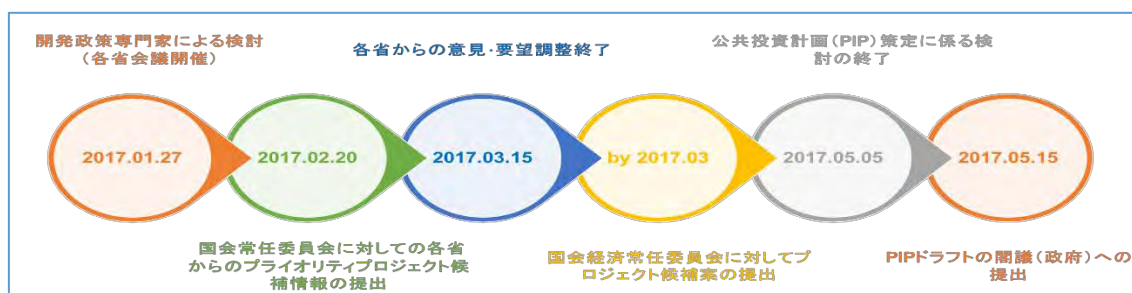 開発政策専門家による検討
(各省会議開催)
各省からの意見・要望調整終了
公共投資計画(PIP)策定に係る検
討の終了
2017.01.27
2017.02.20
2017.03.15
by 2017.03
2017.05.05
2017.05.15
国会常任委員会に対しての各省
からのプライオリティプロジェクト候
補情報の提出
国会経済常任委員会に対してプ
ロジェクト候補案の提出
PIPドラフトの閣議(政府)への
提出